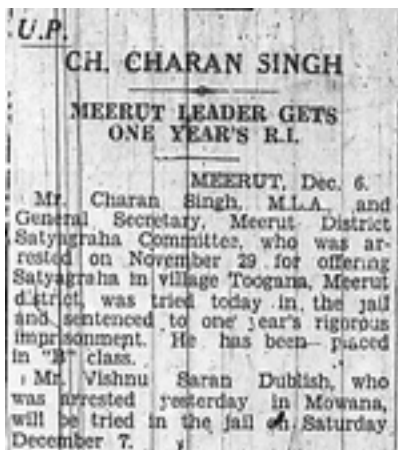 U.P.
CH. CHARAN SINGH
MEERUT LEADER GETS
ONE YEAR'S R.I.
MEERUT, Dec. 6.
Mr. Charan Singh, M.L.A., and
General Secretary, Meerut District
Satyagraha Committee, who was ar-
rested on November 29 for offering
Satyagraha in village Toogana, Meerut
district, was tried today in the jail
and sentenced to one year's rigorous
imprisonment. He has been placed
in "B" class.
Mr. Vishnu Saran Dublish, who
was arrested yesterday in Mowana,
will be tried in the jail on Saturday
December 7.